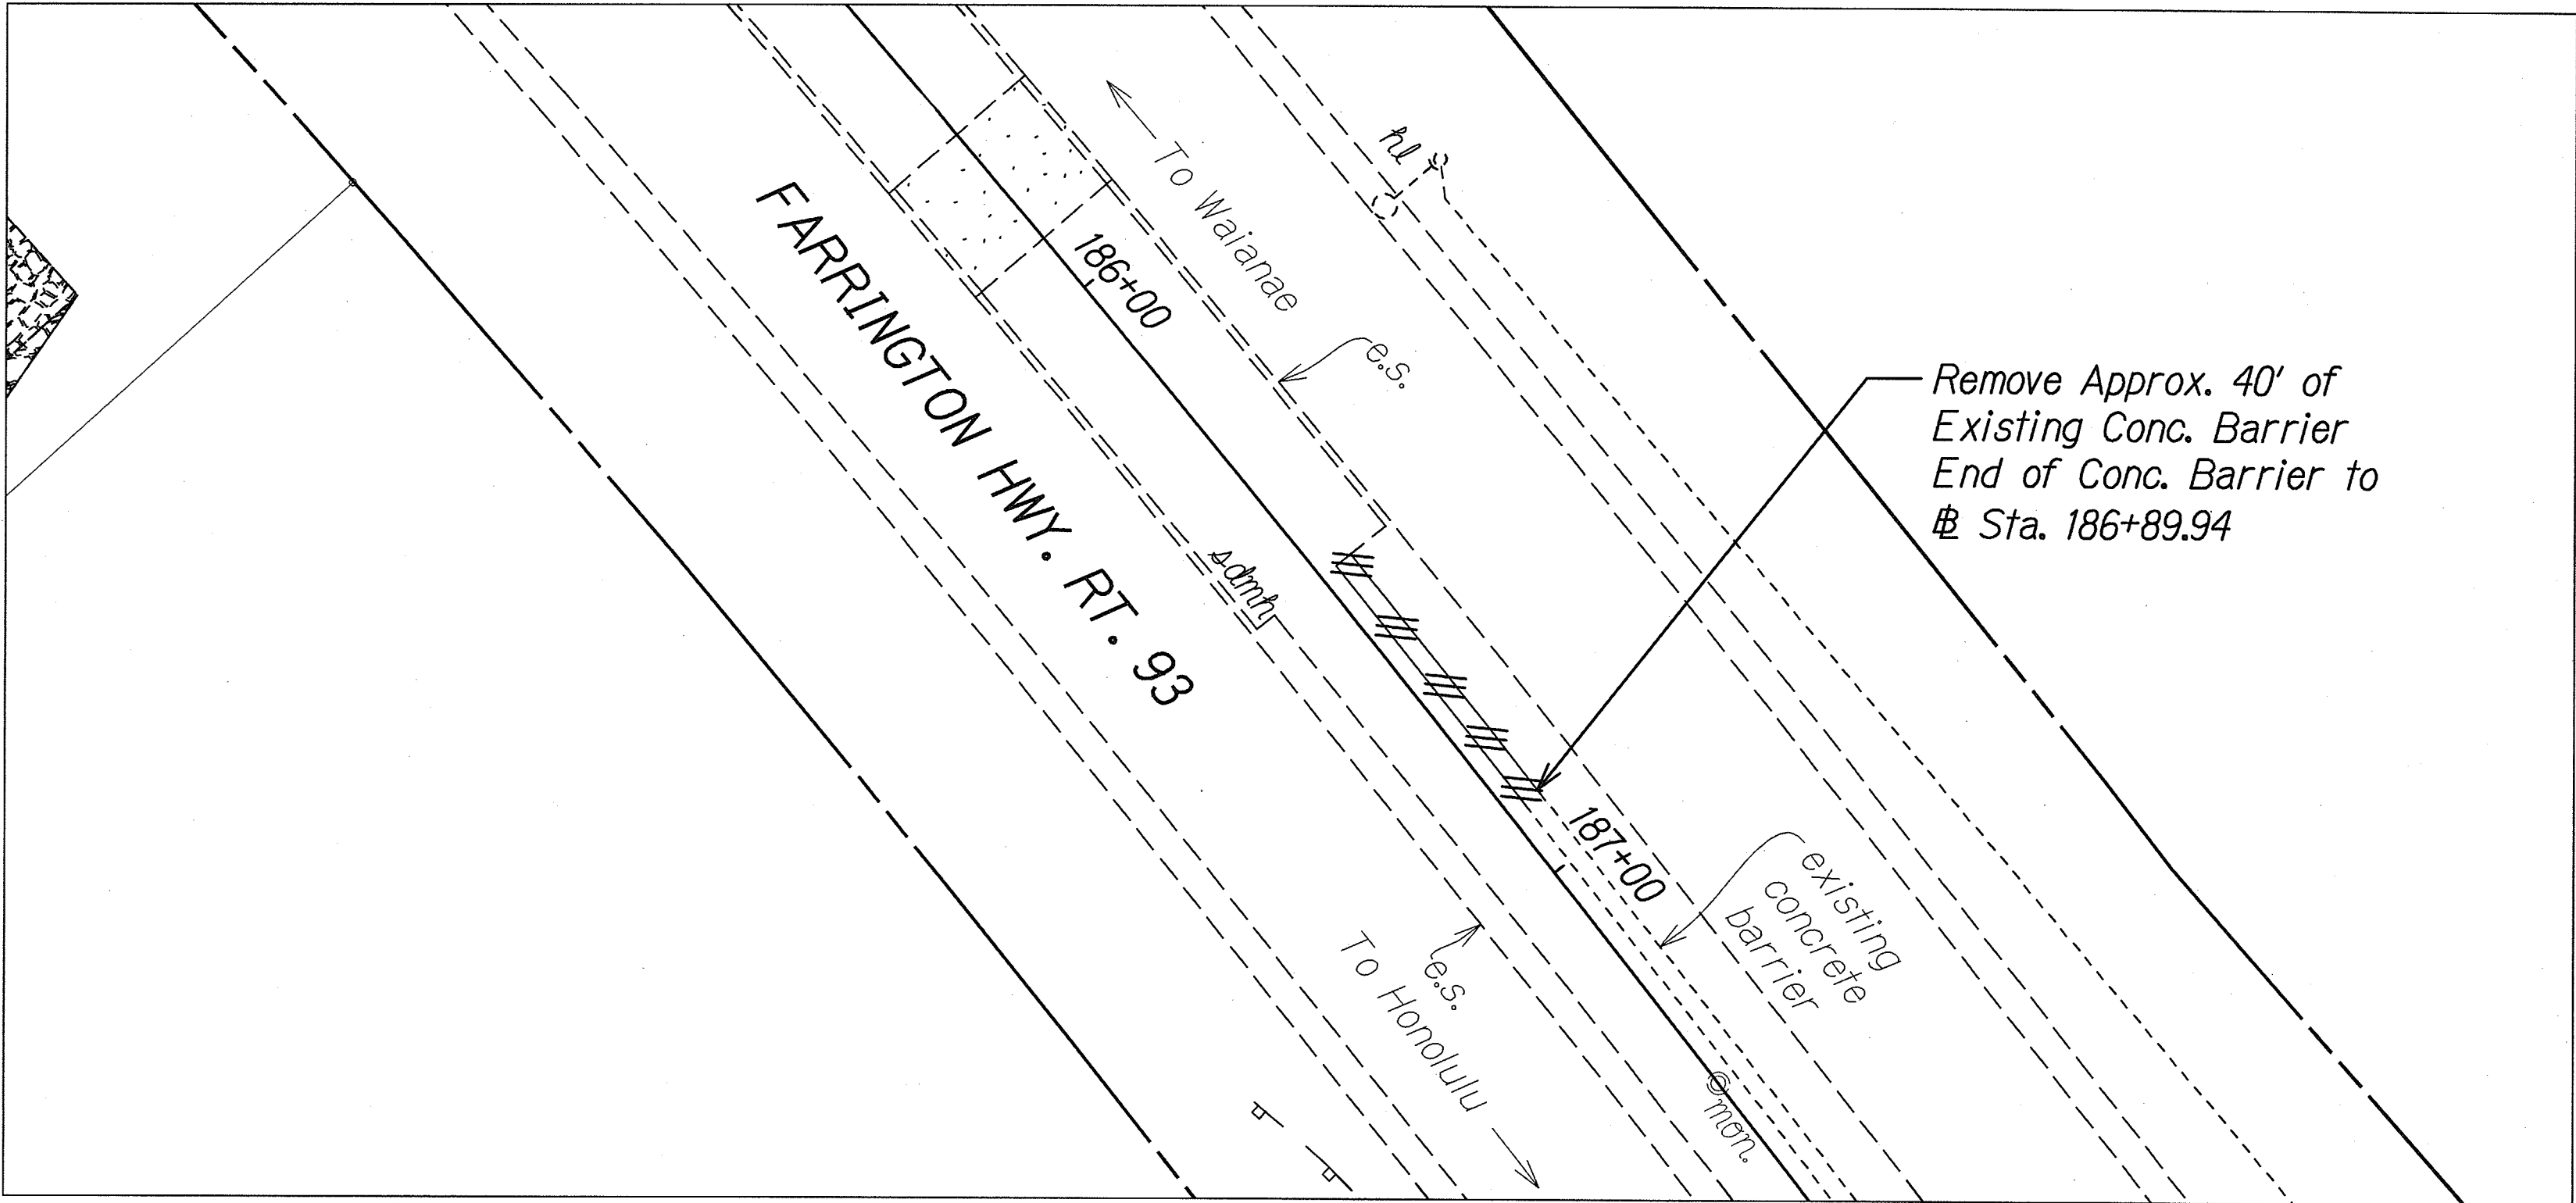 To Waianae
hl
186+00
FARRINGTON HWY. RT. 93
e.s.
Remove Approx. 40' of
Existing Conc. Barrier
End of Conc. Barrier to
℄ Sta. 186+89.94
sdmh
187+00
existing
concrete
barrier
e.s.
To Honolulu
mon.